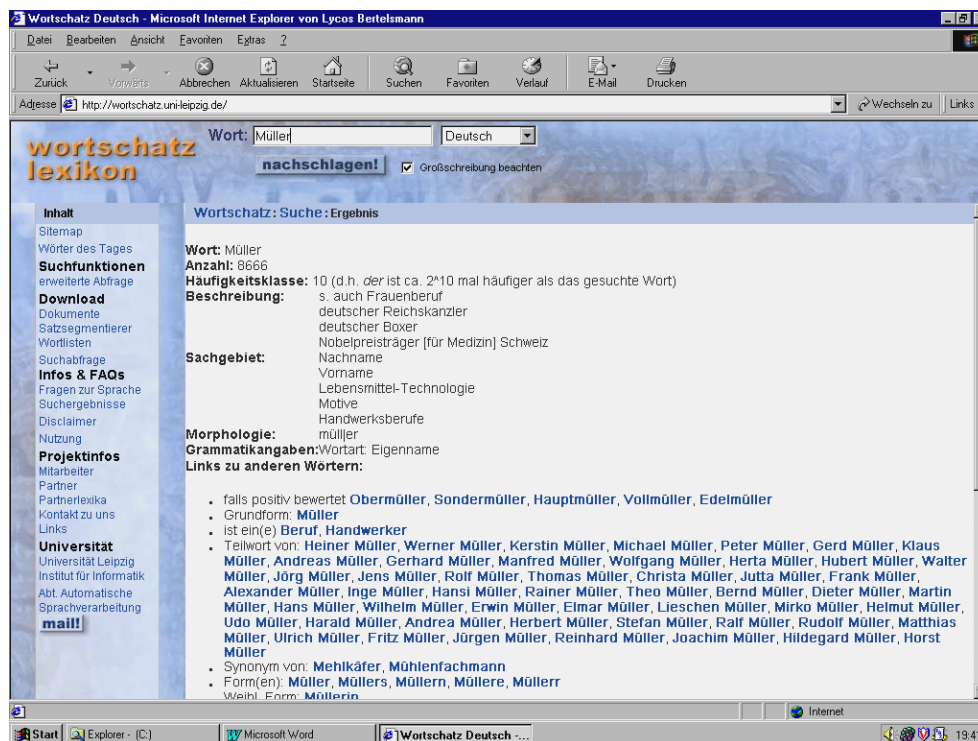 Wortschatz Deutsch - Microsoft Internet Explorer von Lycos Bertelsmann
Datei Bearbeiten Ansicht Favoriten Extras ?
Zurück Vorwärts Abbrechen Aktualisieren Startseite Suchen Favoriten Verlauf E-Mail Drucken
Adresse http://wortschatz.uni-leipzig.de/ Wechseln zu Links
wortschatz
lexikon
Wort: Müller Deutsch
nachschlagen! Großschreibung beachten
Inhalt
Sitemap
Wörter des Tages
Suchfunktionen
erweiterte Abfrage
Download
Dokumente
Satzsegmentierer
Wortlisten
Suchabfrage
Infos & FAQs
Fragen zur Sprache
Suchergebnisse
Disclaimer
Nutzung
Projektinfos
Mitarbeiter
Partner
Partnerlexika
Kontakt zu uns
Links
Universität
Universität Leipzig
Institut für Informatik
Abt. Automatische
Sprachverarbeitung
mail!
Wortschatz: Suche: Ergebnis
Wort: Müller
Anzahl: 8666
Häufigkeitsklasse: 10 (d.h. der ist ca. 2^10 mal häufiger als das gesuchte Wort)
Beschreibung: s. auch Frauenberuf
deutscher Reichskanzler
deutscher Boxer
Nobelpreisträger [für Medizin] Schweiz
Sachgebiet: Nachname
Vorname
Lebensmittel-Technologie
Motive
Handwerksberufe
Morphologie: müll|er
Grammatikangaben:Wortart: Eigenname
Links zu anderen Wörtern:
falls positiv bewertet Obermüller, Sondermüller, Hauptmüller, Vollmüller, Edelmüller
Grundform: Müller
ist ein(e) Beruf, Handwerker
Teilwort von: Heiner Müller, Werner Müller, Kerstin Müller, Michael Müller, Peter Müller, Gerd Müller, Klaus
Müller, Andreas Müller, Gerhard Müller, Manfred Müller, Wolfgang Müller, Herta Müller, Hubert Müller, Walter
Müller, Jörg Müller, Jens Müller, Rolf Müller, Thomas Müller, Christa Müller, Jutta Müller, Frank Müller,
Alexander Müller, Inge Müller, Hansi Müller, Rainer Müller, Theo Müller, Bernd Müller, Dieter Müller, Martin
Müller, Hans Müller, Wilhelm Müller, Erwin Müller, Elmar Müller, Lieschen Müller, Mirko Müller, Helmut Müller,
Udo Müller, Harald Müller, Andrea Müller, Herbert Müller, Stefan Müller, Ralf Müller, Rudolf Müller, Matthias
Müller, Ulrich Müller, Fritz Müller, Jürgen Müller, Reinhard Müller, Joachim Müller, Hildegard Müller, Horst
Müller
Synonym von: Mehlkäfer, Mühlenfachmann
Form(en): Müller, Müllers, Müllern, Müllere, Müllerr
Weibl. Form: Müllerin
Internet
Start Explorer - (C:) Microsoft Word Wortschatz Deutsch -... 19:4